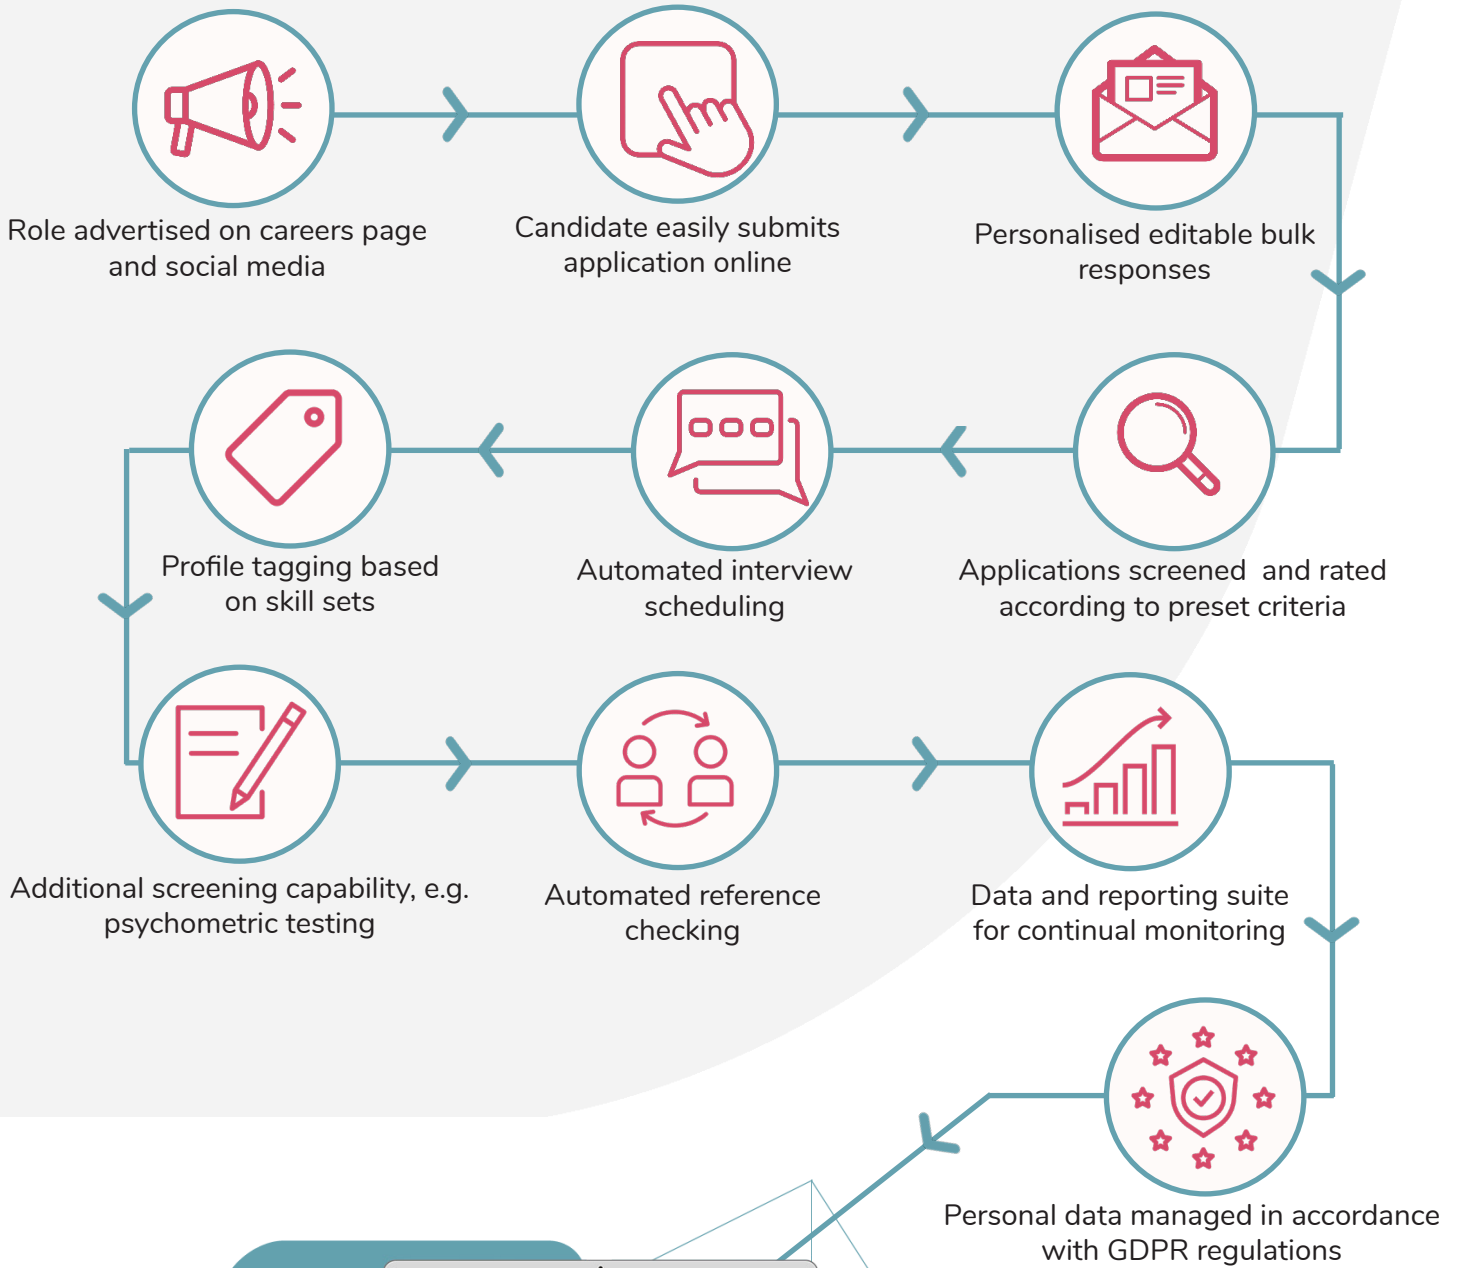 Role advertised on careers page
and social media
Candidate easily submits
application online
Personalised editable bulk
responses
Applications screened  and rated
according to preset criteria
Automated interview
scheduling
Profile tagging based
on skill sets
Additional screening capability, e.g.
psychometric testing
Automated reference
checking
Data and reporting suite
for continual monitoring
Personal data managed in accordance
with GDPR regulations